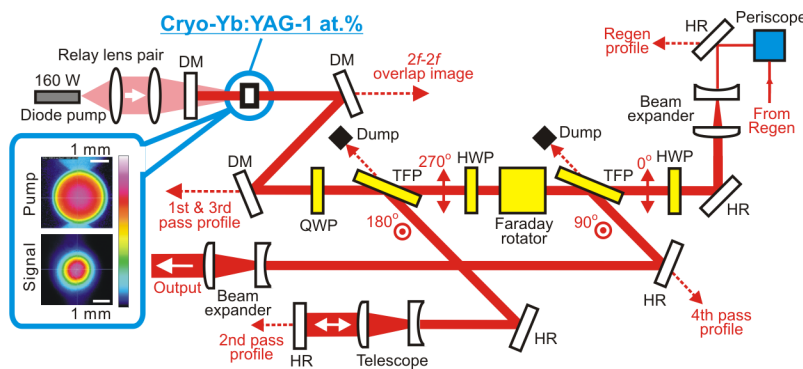 Cryo-Yb:YAG-1 at.%
Relay lens pair
DM
160 W
Diode pump
DM
2f-2f
overlap image
HR
Periscope
Regen
profile
Beam
expander
From
Regen
1 mm
Pump
Signal
1 mm
Dump
TFP
270°
HWP
Dump
TFP
0°
HWP
HR
DM
1st & 3rd
pass profile
QWP
180°
Faraday
rotator
90°
Output
Beam
expander
HR
4th pass
profile
2nd pass
profile
HR
Telescope
HR